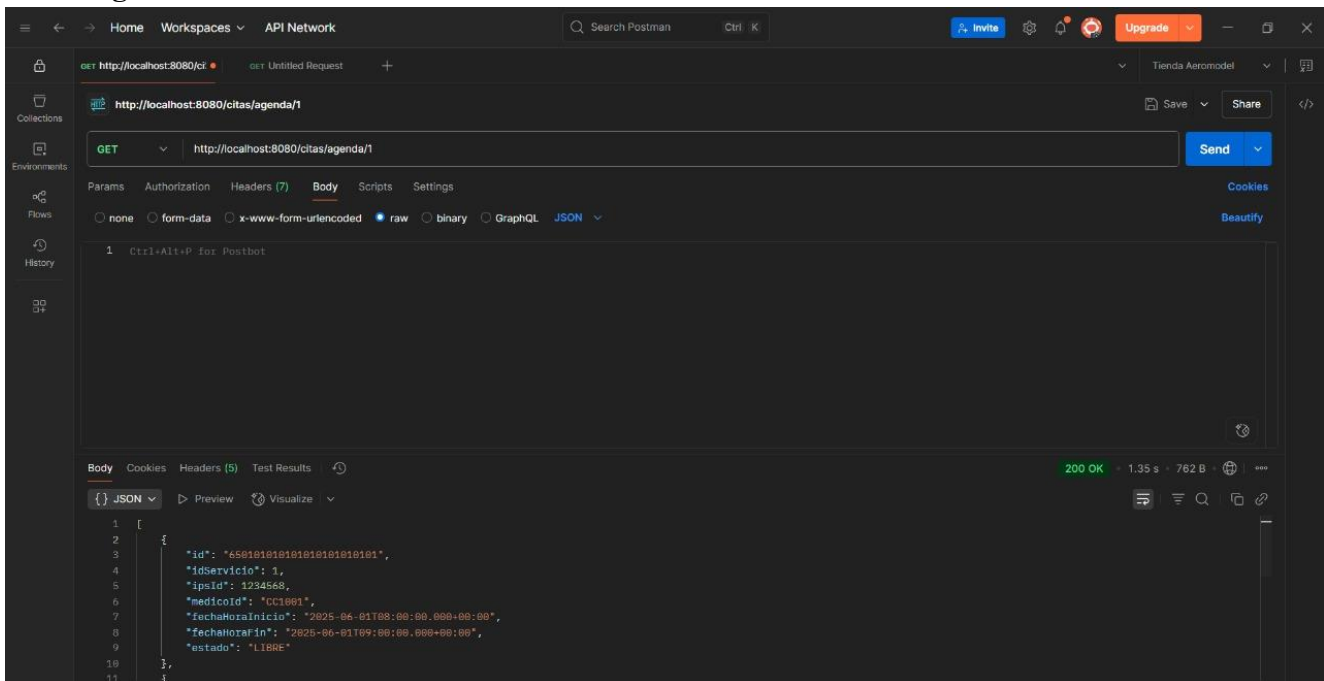 Home Workspaces API Network Search Postman Ctrl K Invite Upgrade
GET http://localhost:8080/ci GET Untitled Request + Tienda Aeromodel
HTTP http://localhost:8080/citas/agenda/1 Save Share
Collections
GET http://localhost:8080/citas/agenda/1 Send
Environments
Params Authorization Headers (7) Body Scripts Settings Cookies
Flows
none form-data x-www-form-urlencoded raw binary GraphQL JSON Beautify
1 Ctrl+Alt+P for Postbot
History
Body Cookies Headers (5) Test Results 200 OK 1.35 s 762 B
{} JSON Preview Visualize
1 [
2 {
3 "id": "650101010101010101010101",
4 "idServicio": 1,
5 "ipsId": 1234568,
6 "medicoId": "CC1001",
7 "fechaHoraInicio": "2025-06-01T08:00:00.000+00:00",
8 "fechaHoraFin": "2025-06-01T09:00:00.000+00:00",
9 "estado": "LIBRE"
10 },
11 {